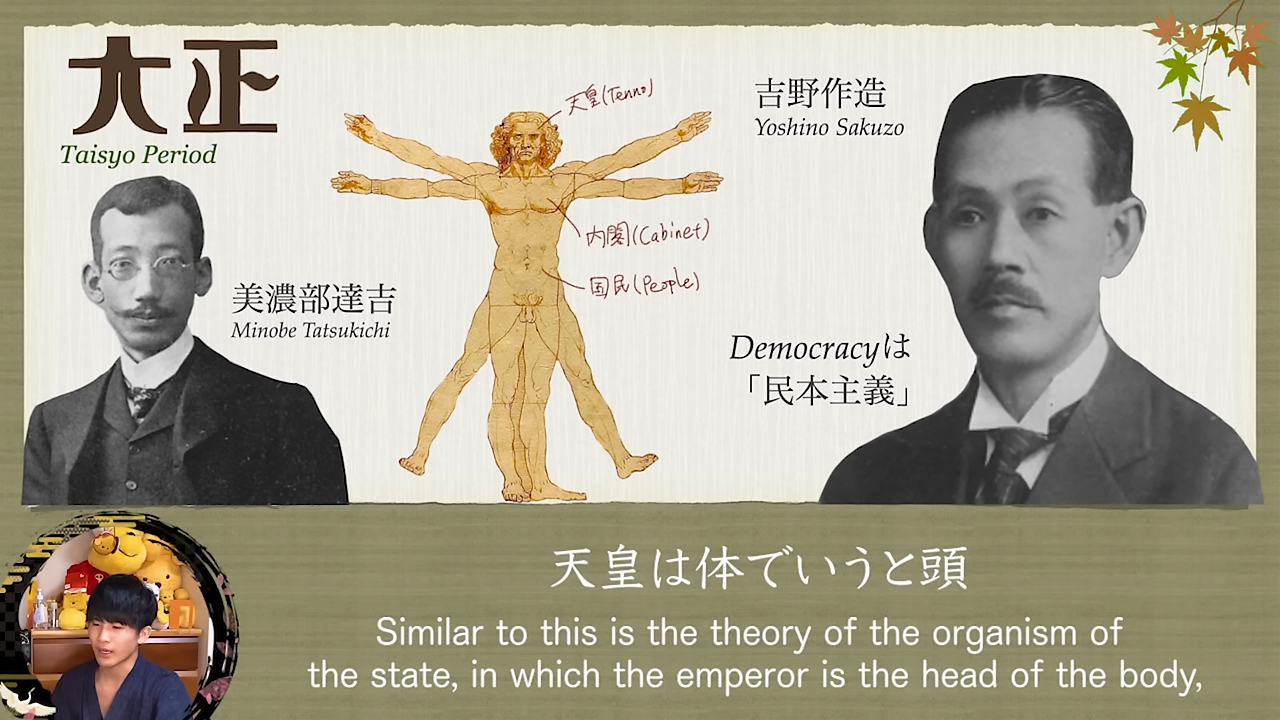 大正
Taisyo Period
美濃部達吉
Minobe Tatsukichi
天皇(Tenno)
内閣(Cabinet)
国民(People)
吉野作造
Yoshino Sakuzo
Democracyは
「民本主義」
天皇は体でいうと頭
Similar to this is the theory of the organism of
the state, in which the emperor is the head of the body,